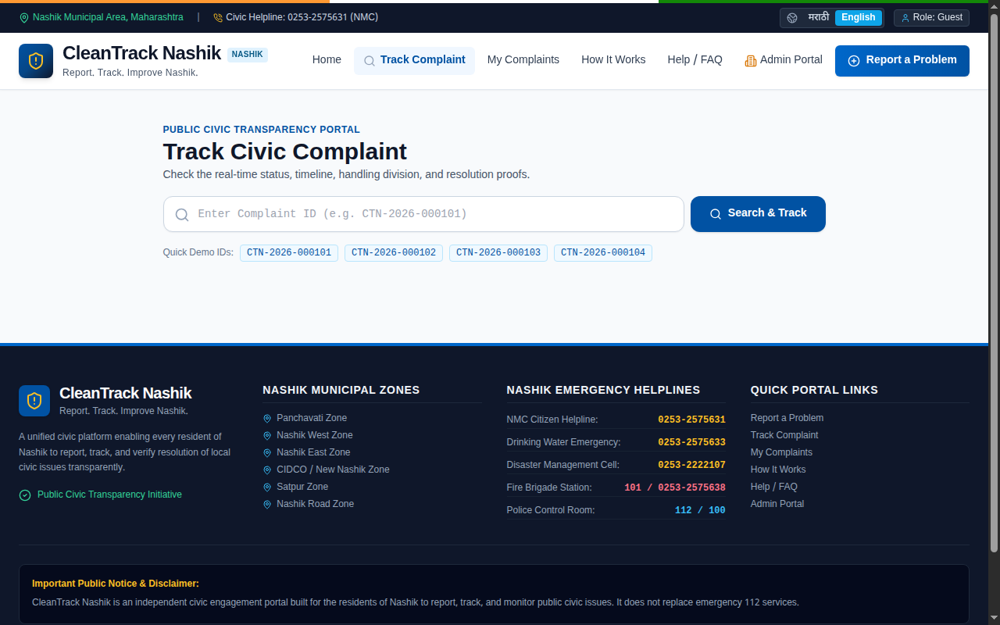 Nashik Municipal Area, Maharashtra | Civic Helpline: 0253-2575631 (NMC)
मराठी English Role: Guest
CleanTrack Nashik NASHIK
Report. Track. Improve Nashik.
Home Track Complaint My Complaints How It Works Help / FAQ Admin Portal Report a Problem
PUBLIC CIVIC TRANSPARENCY PORTAL
Track Civic Complaint
Check the real-time status, timeline, handling division, and resolution proofs.
Enter Complaint ID (e.g. CTN-2026-000101) Search & Track
Quick Demo IDs: CTN-2026-000101 CTN-2026-000102 CTN-2026-000103 CTN-2026-000104
CleanTrack Nashik
Report. Track. Improve Nashik.
A unified civic platform enabling every resident of
Nashik to report, track, and verify resolution of local
civic issues transparently.
Public Civic Transparency Initiative
NASHIK MUNICIPAL ZONES
Panchavati Zone
Nashik West Zone
Nashik East Zone
CIDCO / New Nashik Zone
Satpur Zone
Nashik Road Zone
NASHIK EMERGENCY HELPLINES
NMC Citizen Helpline: 0253-2575631
Drinking Water Emergency: 0253-2575633
Disaster Management Cell: 0253-2222107
Fire Brigade Station: 101 / 0253-2575638
Police Control Room: 112 / 100
QUICK PORTAL LINKS
Report a Problem
Track Complaint
My Complaints
How It Works
Help / FAQ
Admin Portal
Important Public Notice & Disclaimer:
CleanTrack Nashik is an independent civic engagement portal built for the residents of Nashik to report, track, and monitor public civic issues. It does not replace emergency 112 services.